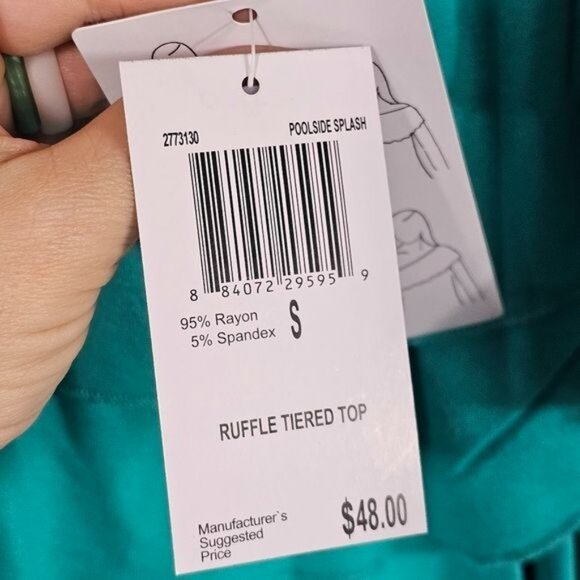 2773130 POOLSIDE SPLASH
8 84072 29595 9
95% Rayon
5% Spandex S
RUFFLE TIERED TOP
Manufacturer`s
Suggested
Price $48.00